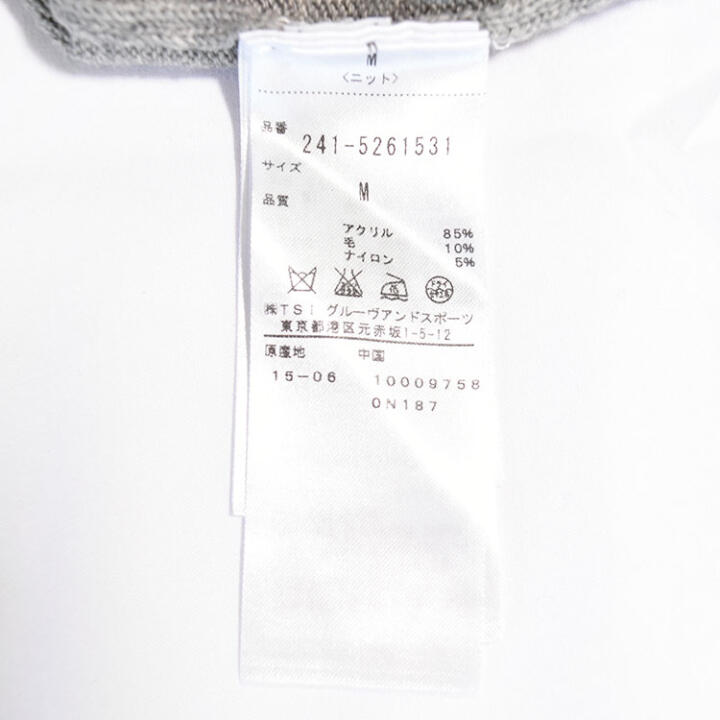 M
〈ニット〉
品番
241-5261531
サイズ
M
品質
アクリル 85%
毛 10%
ナイロン 5%
㈱TSI グルーヴアンドスポーツ
東京都港区元赤坂1-5-12
原産地 中国
15-06 10009758
0N187